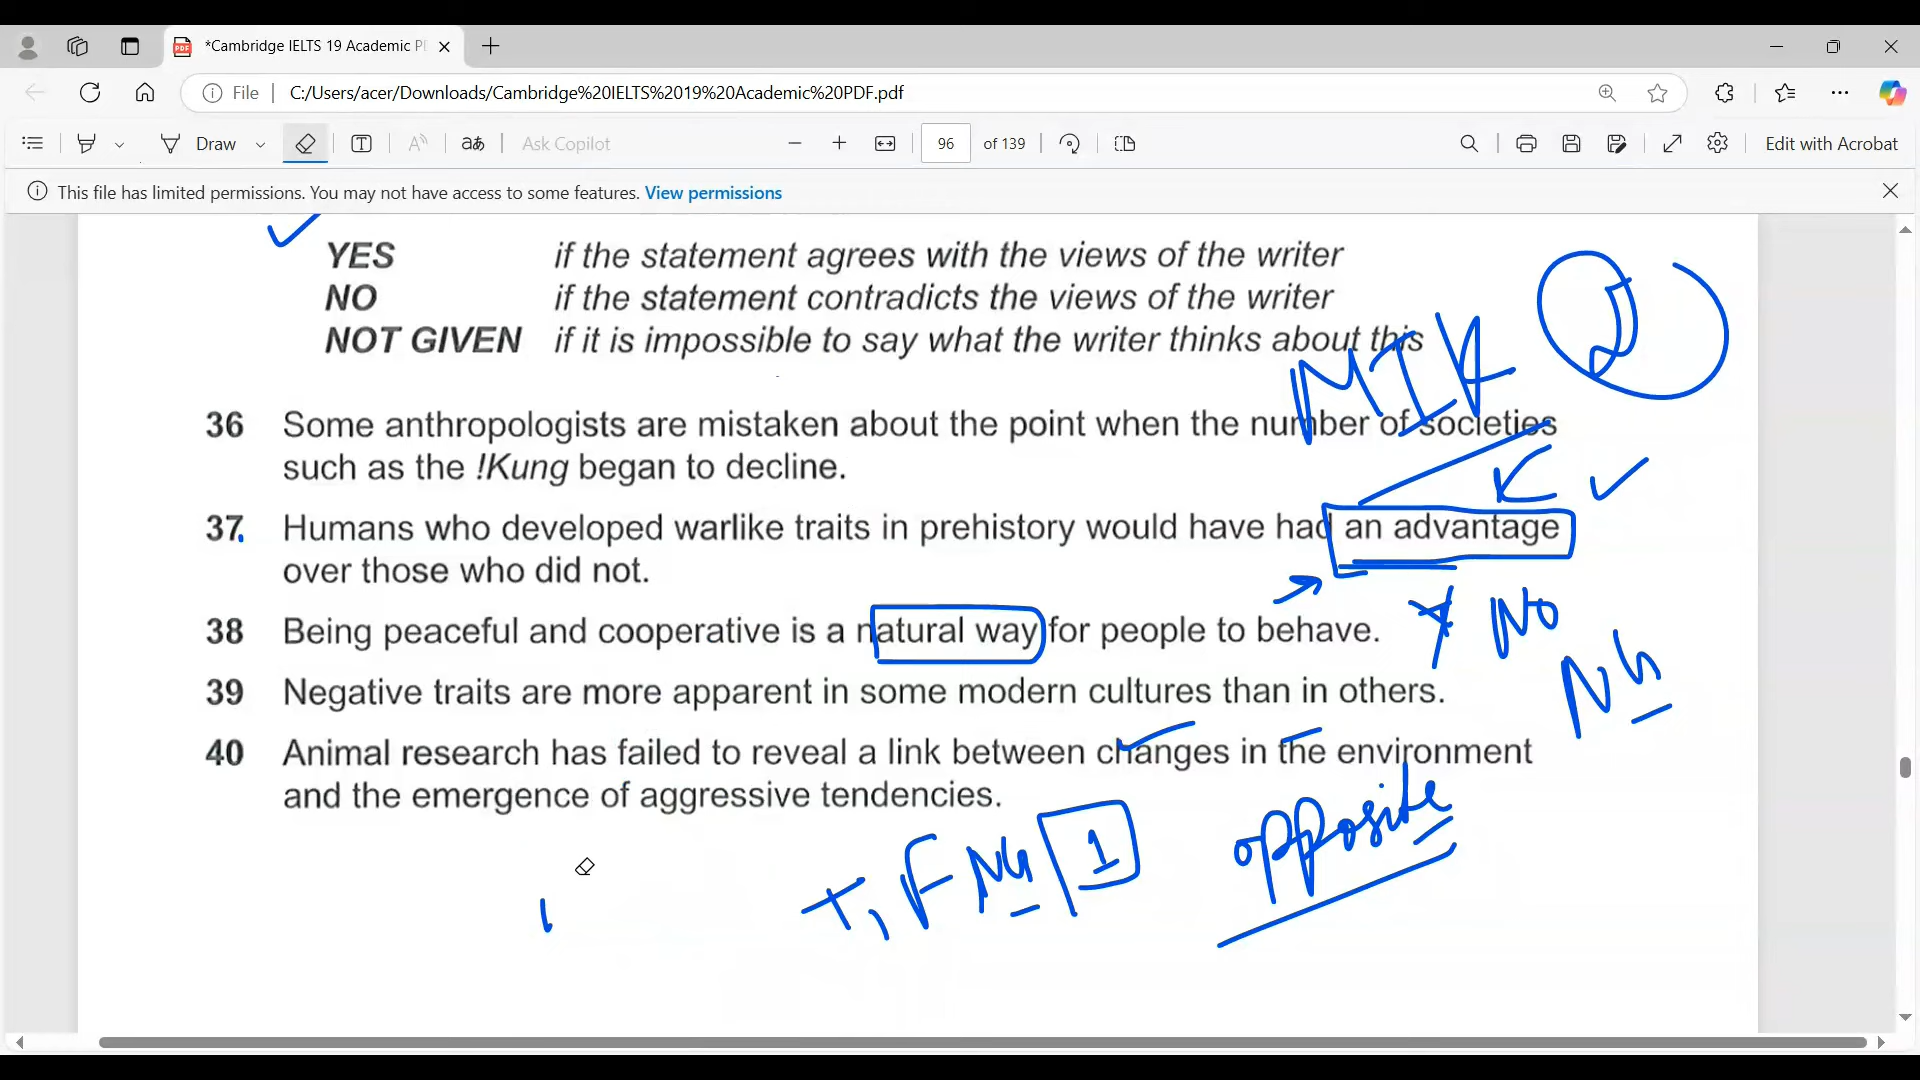 *Cambridge IELTS 19 Academic P
File C:/Users/acer/Downloads/Cambridge%20IELTS%2019%20Academic%20PDF.pdf
Draw Ask Copilot 96 of 139 Edit with Acrobat
This file has limited permissions. You may not have access to some features. View permissions
YES if the statement agrees with the views of the writer
NO if the statement contradicts the views of the writer
NOT GIVEN if it is impossible to say what the writer thinks about this
36 Some anthropologists are mistaken about the point when the number of societies
such as the !Kung began to decline.
37. Humans who developed warlike traits in prehistory would have had an advantage
over those who did not.
NO
38 Being peaceful and cooperative is a natural way for people to behave.
NG
39 Negative traits are more apparent in some modern cultures than in others.
40 Animal research has failed to reveal a link between changes in the environment
and the emergence of aggressive tendencies.
T, F NG 1 opposite